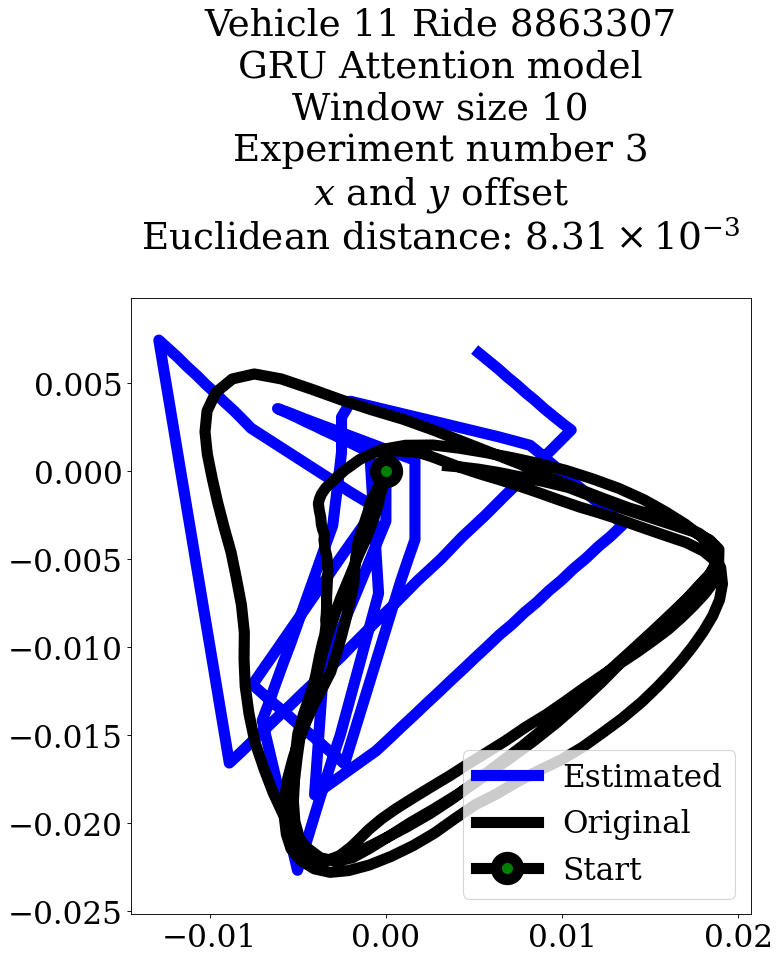 Vehicle 11 Ride 8863307
GRU Attention model
Window size 10
Experiment number 3
x and y offset
Euclidean distance: 8.31 × 10⁻³
0.005
0.000
−0.005
−0.010
−0.015
−0.020
−0.025
Estimated
Original
Start
−0.01
0.00
0.01
0.02